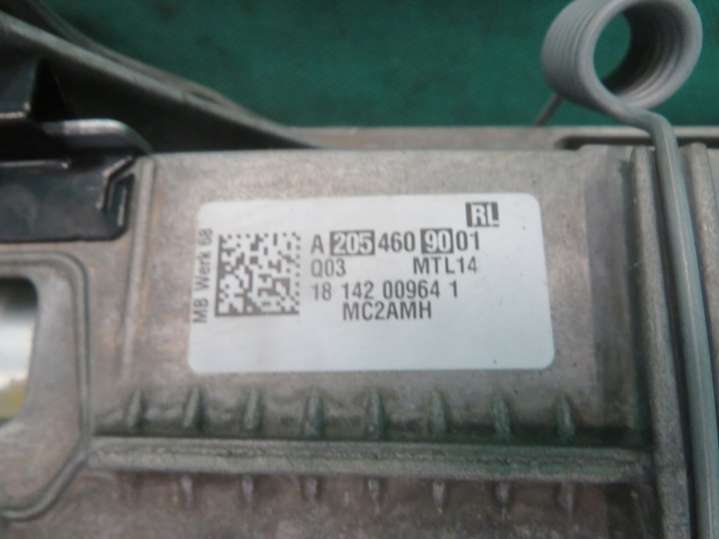 RL
A 205 460 90 01
Q03 MTL14
18 142 00964 1
MC2AMH
MB Werk 68